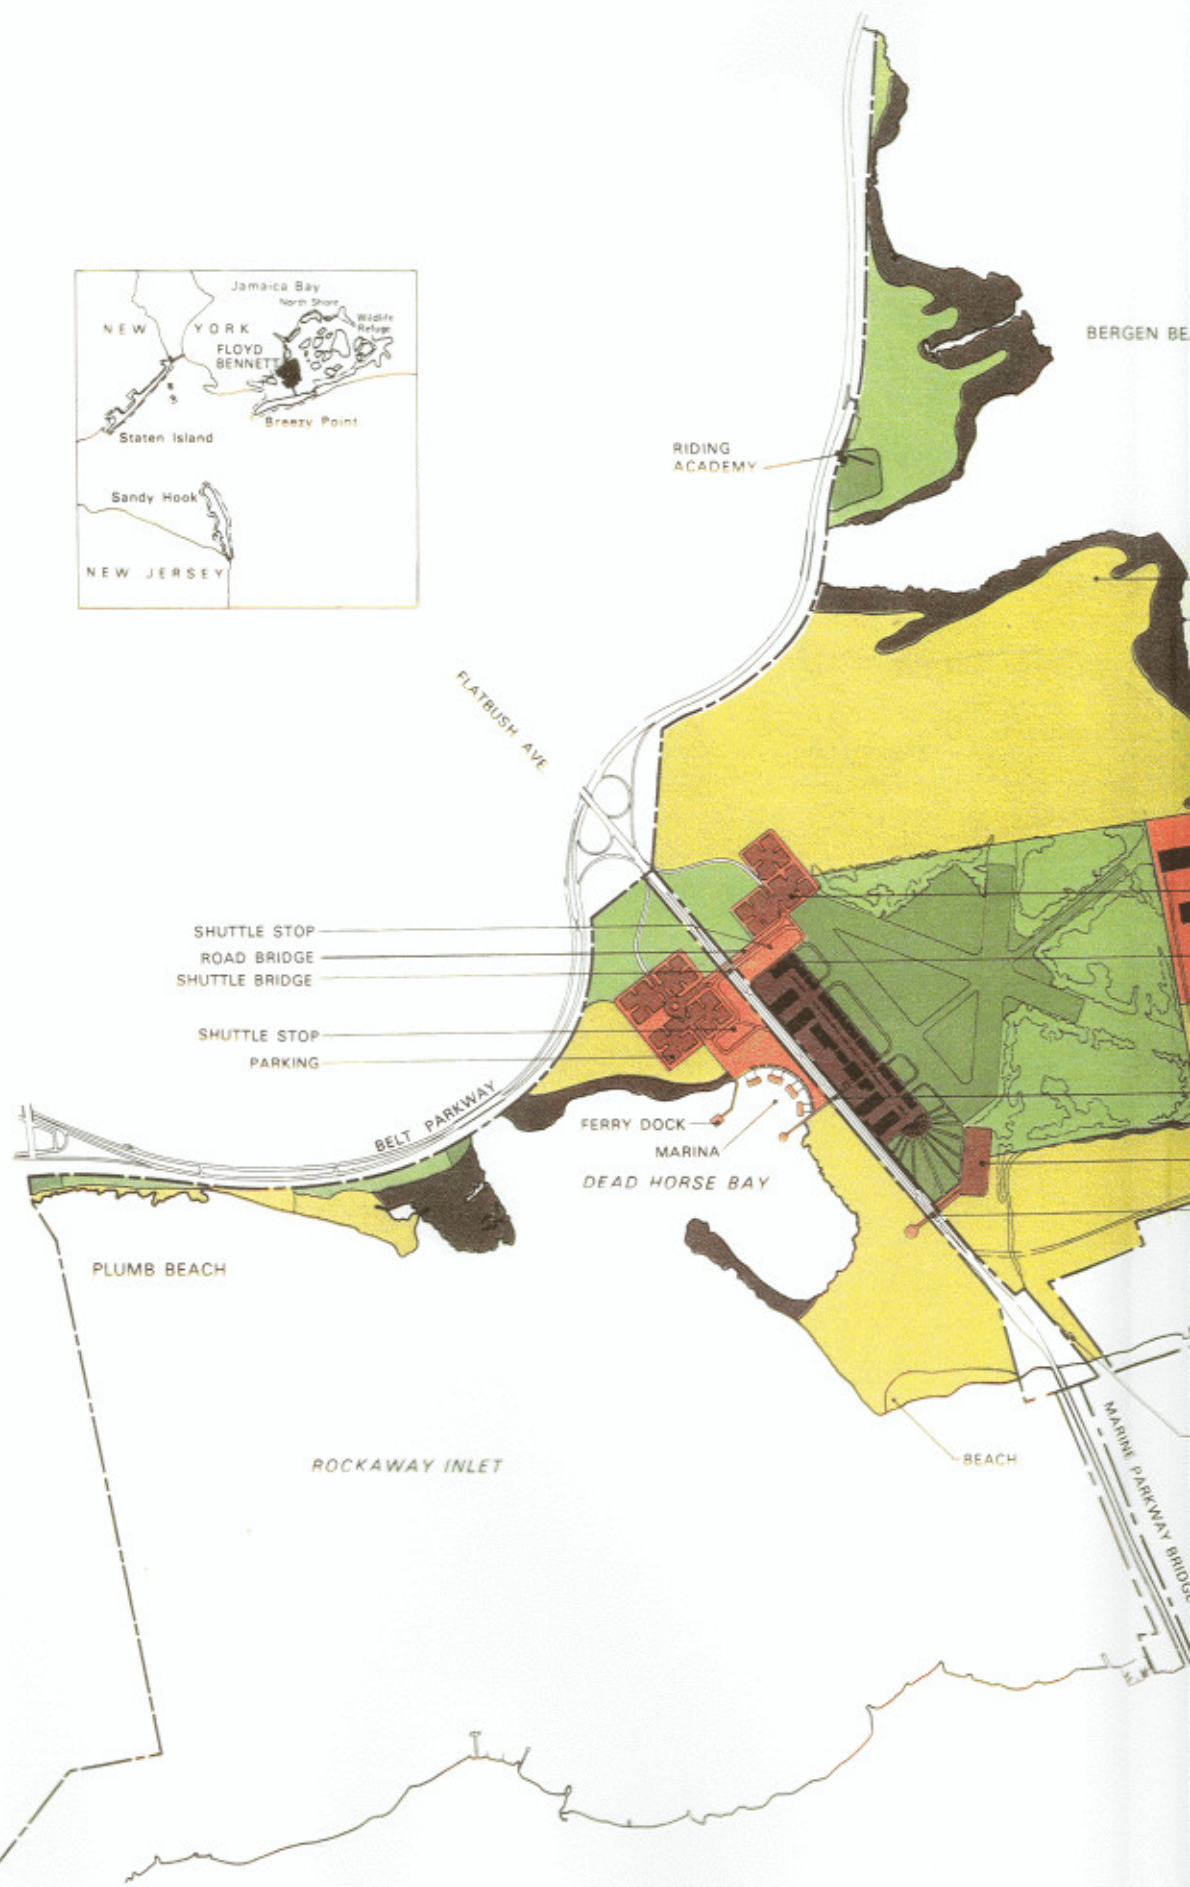 Jamaica Bay
North Shore
Wildlife
Refuge
NEW YORK
FLOYD
BENNETT
Breezy Point
Staten Island
Sandy Hook
NEW JERSEY
BERGEN
RIDING
ACADEMY
FLATBUSH AVE
SHUTTLE STOP
ROAD BRIDGE
SHUTTLE BRIDGE
SHUTTLE STOP
PARKING
BELT PARKWAY
FERRY DOCK
MARINA
DEAD HORSE BAY
PLUMB BEACH
ROCKAWAY INLET
BEACH
MARINE PARKWAY BRIDGE